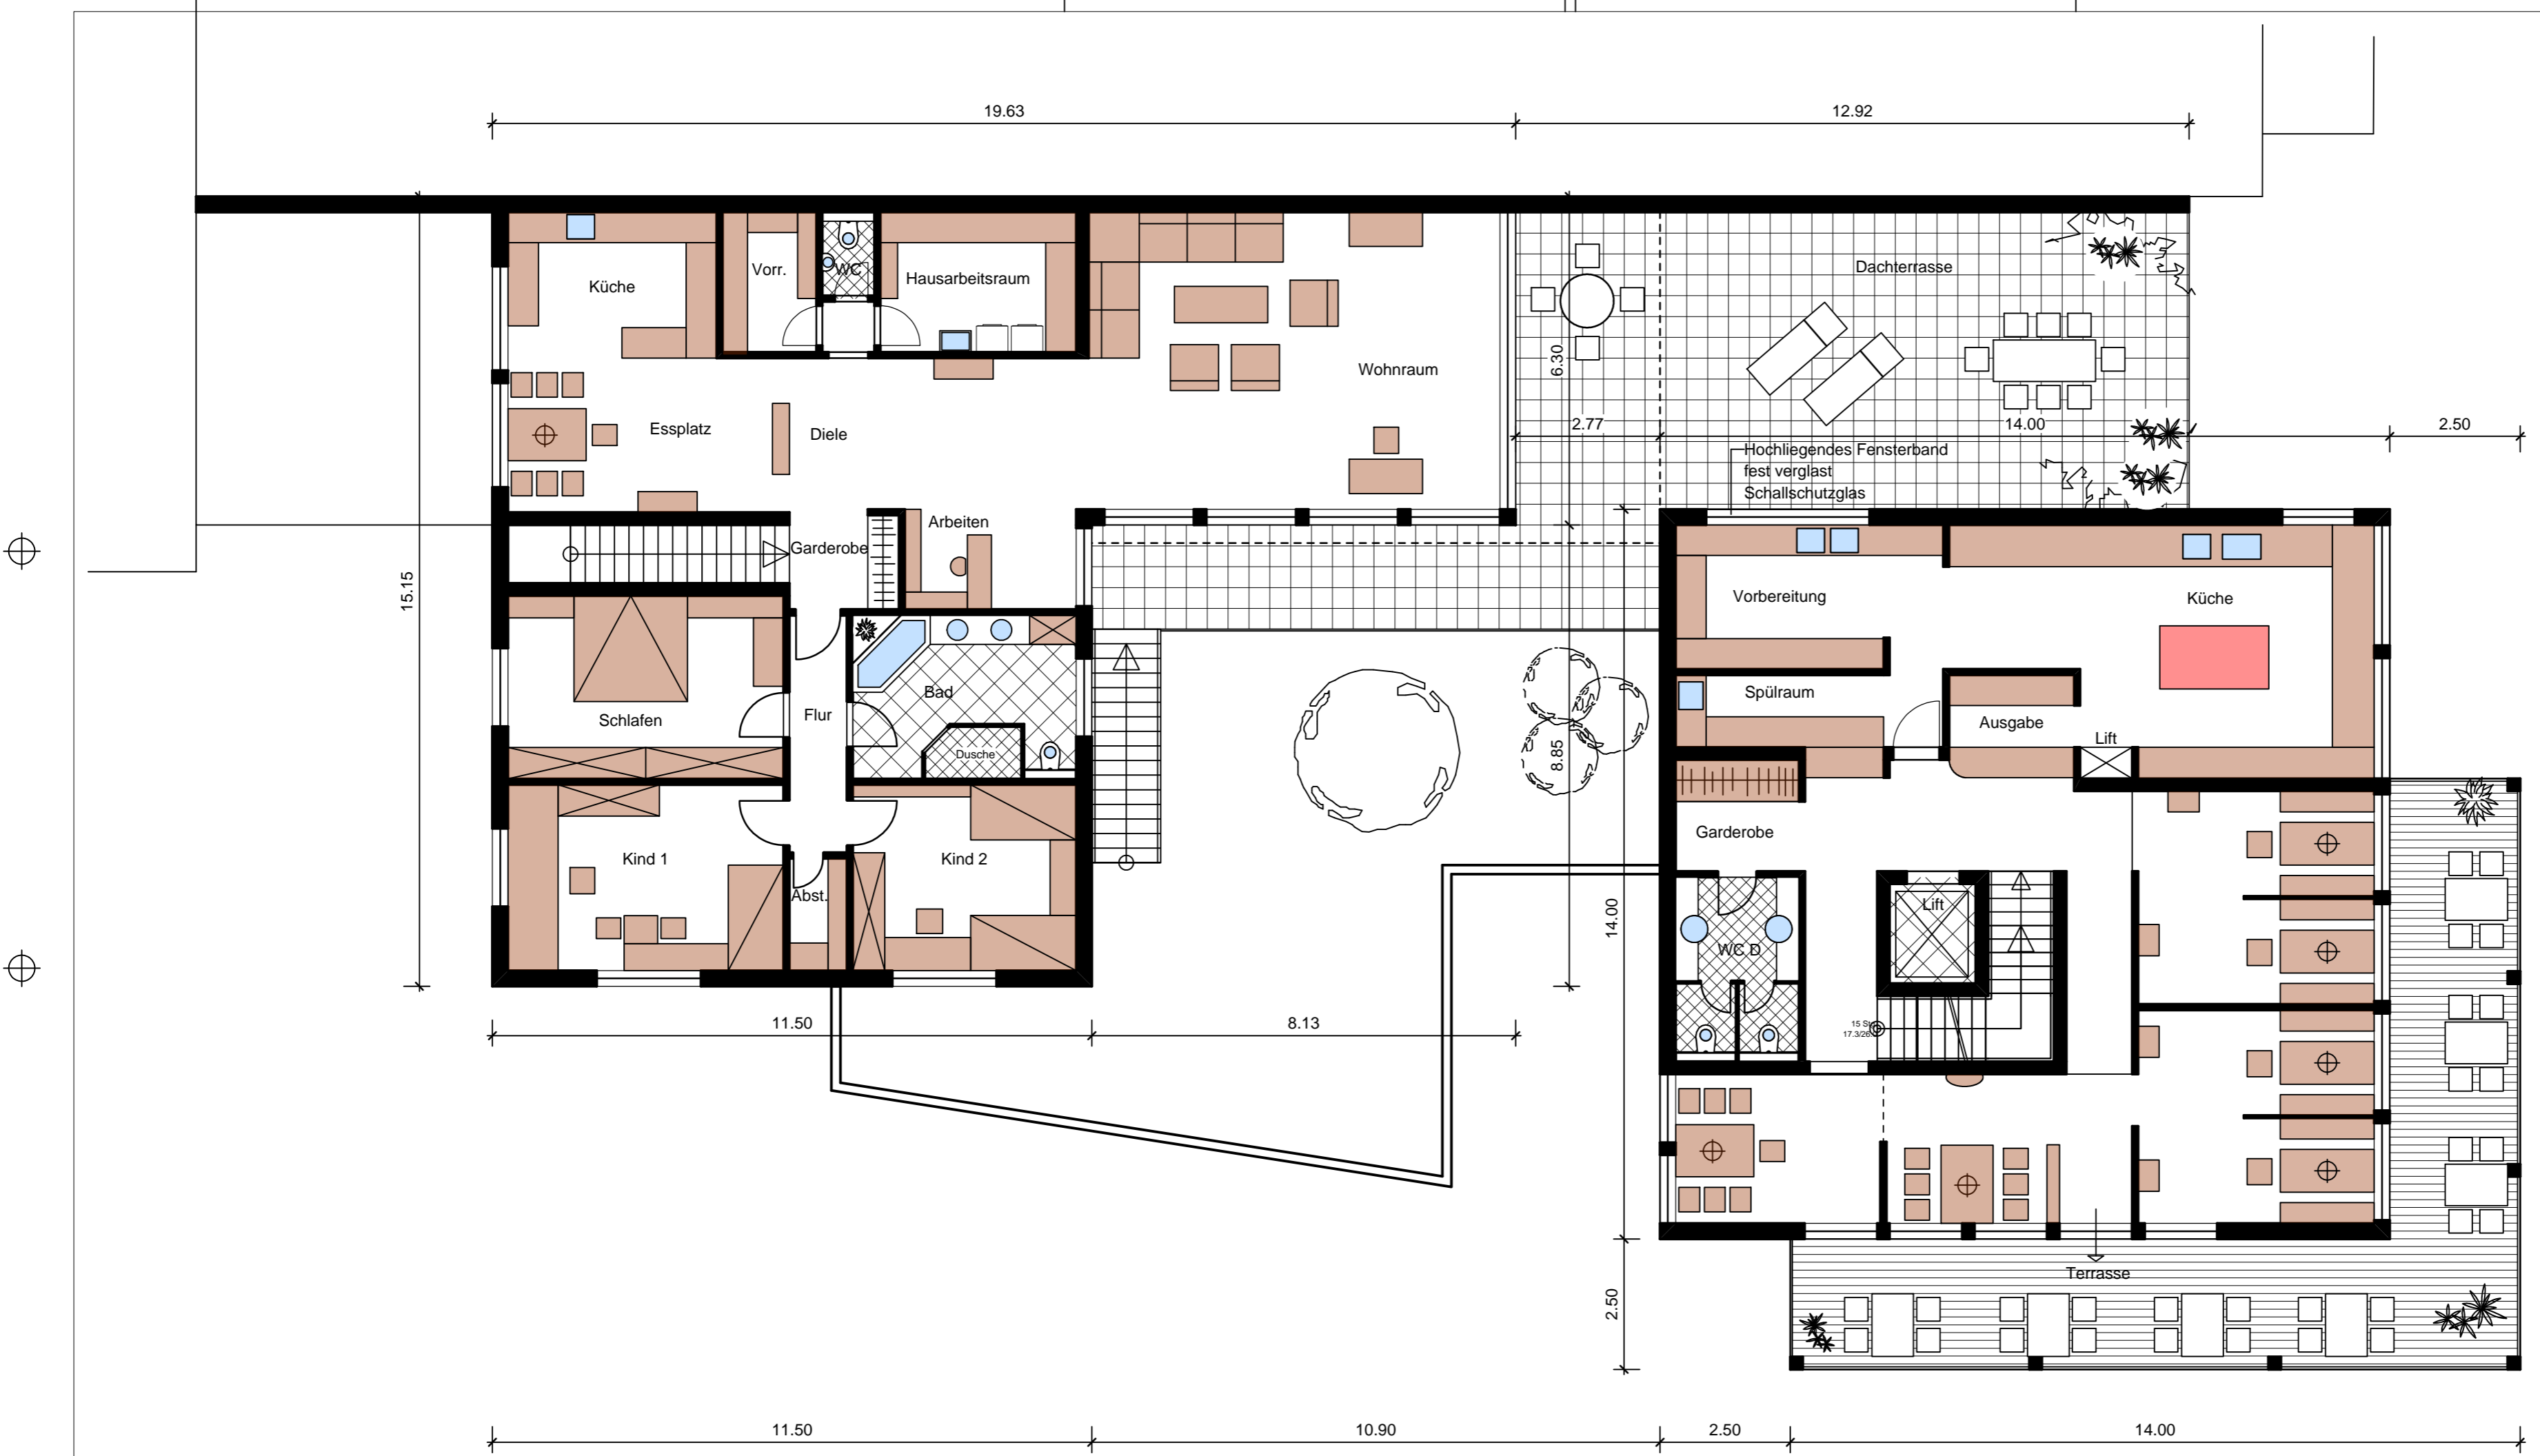 19.63
12.92
Küche
Vorr.
WC
Hausarbeitsraum
Dachterrasse
Wohnraum
6.30
Essplatz
Diele
2.77
14.00
2.50
Hochliegendes Fensterband
fest verglast
Schallschutzglas
Garderobe
Arbeiten
15.15
Vorbereitung
Küche
Schlafen
Flur
Bad
Dusche
Spülraum
Ausgabe
Lift
8.85
Kind 1
Abst.
Kind 2
Garderobe
14.00
WC D
Lift
11.50
8.13
Terrasse
2.50
11.50
10.90
2.50
14.00